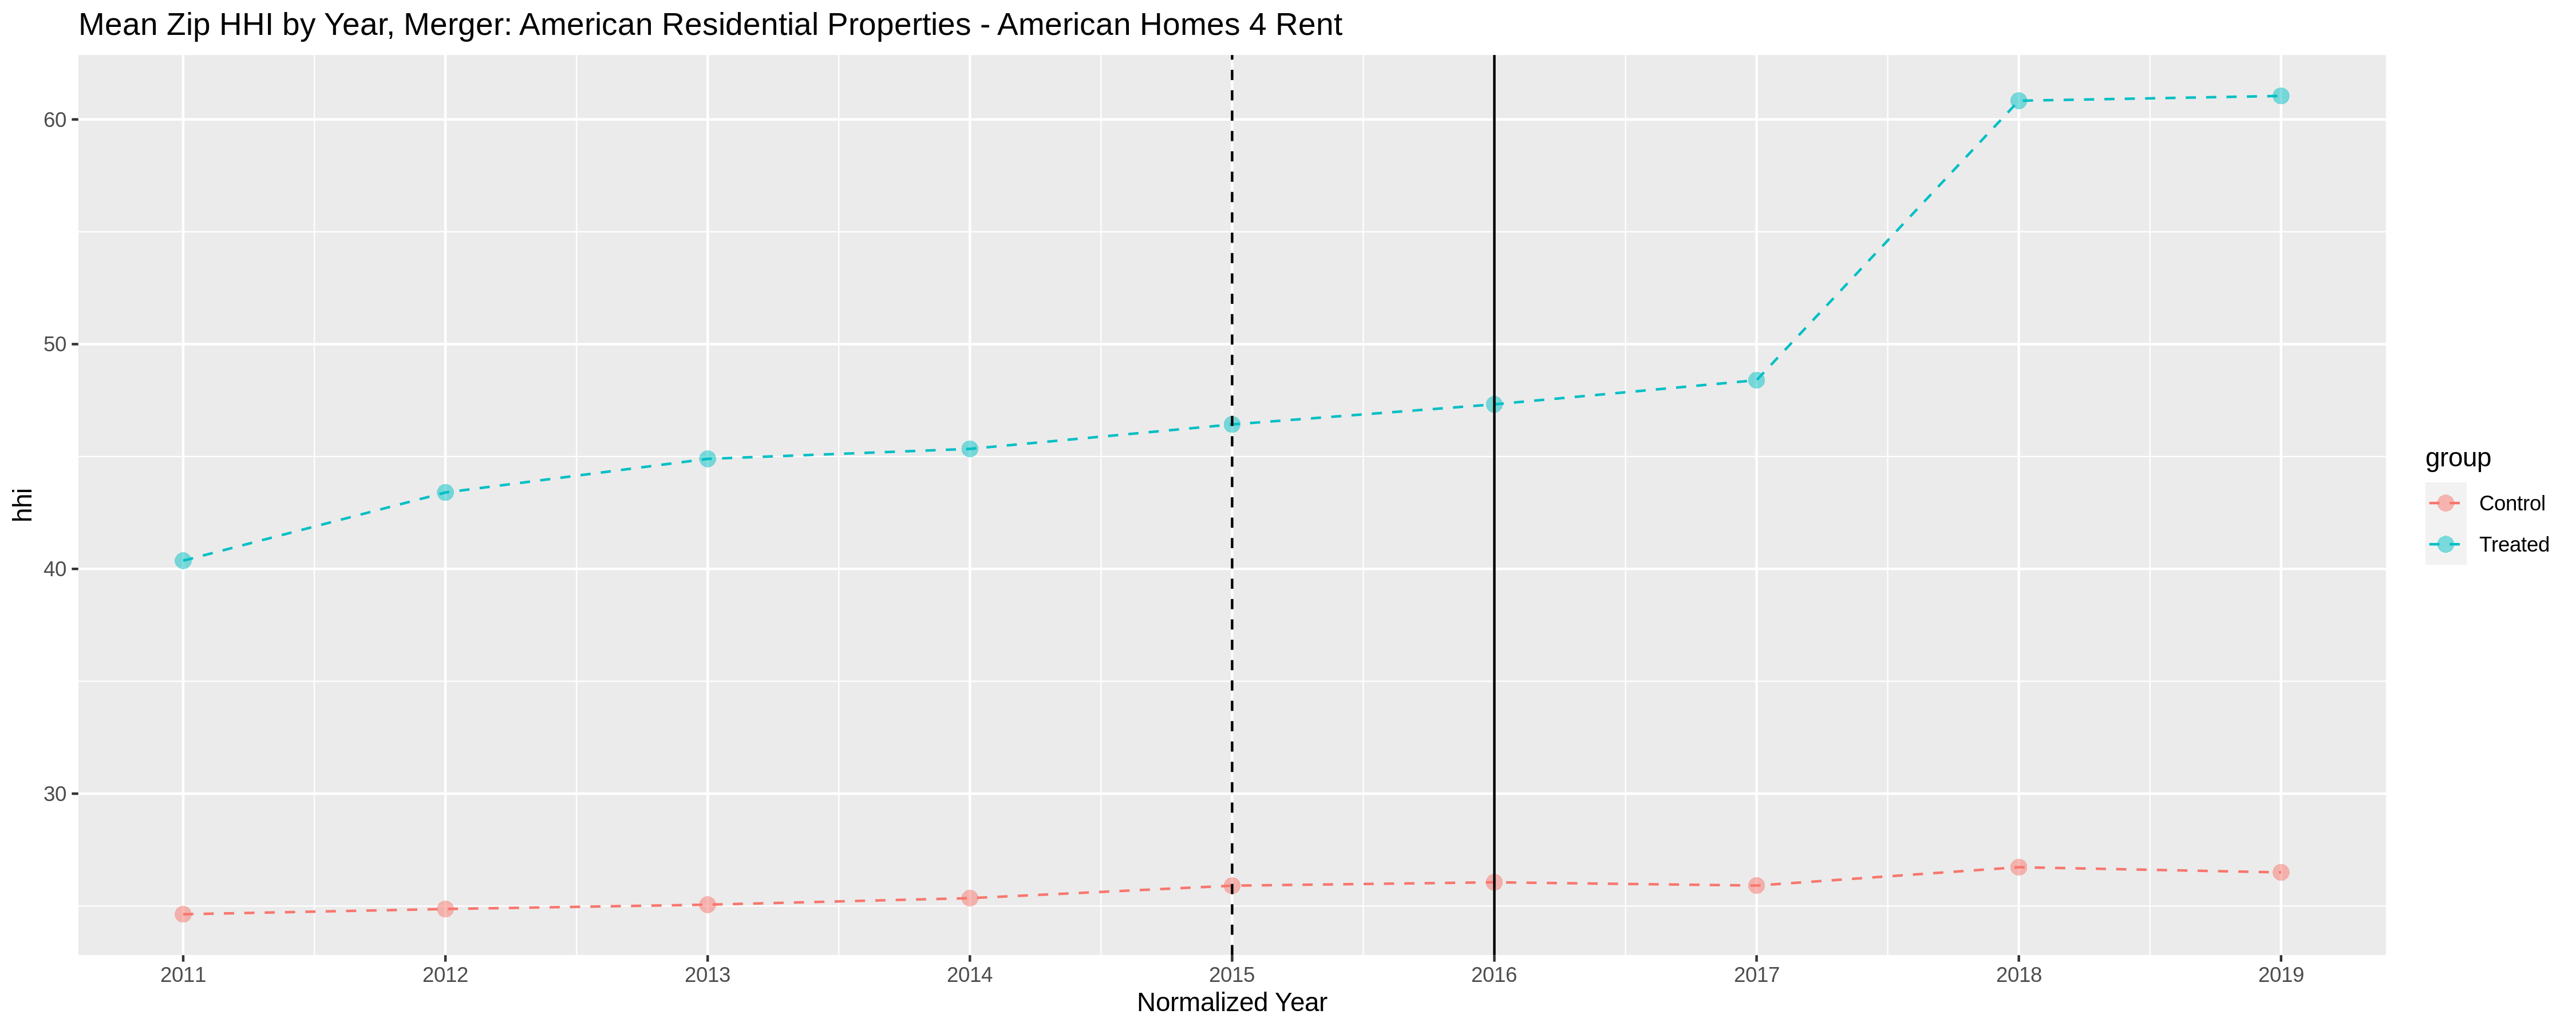 Mean Zip HHI by Year, Merger: American Residential Properties - American Homes 4 Rent
hhi
60
50
40
30
2011 2012 2013 2014 2015 2016 2017 2018 2019
Normalized Year
group
Control
Treated